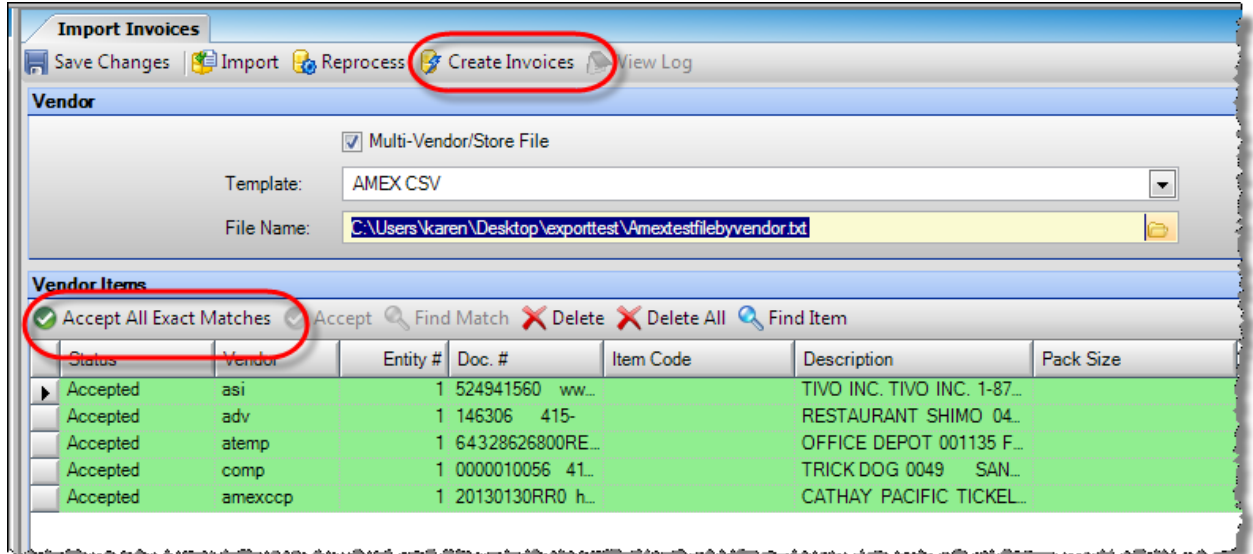 Import Invoices
Save Changes Import Reprocess Create Invoices View Log
Vendor
Multi-Vendor/Store File
Template: AMEX CSV
File Name: C:\Users\karen\Desktop\exporttest\Amextestfilebyvendor.txt
Vendor Items
Accept All Exact Matches Accept Find Match Delete Delete All Find Item
Status Vendor Entity # Doc. # Item Code Description Pack Size
Accepted asi 1 524941560 ww... TIVO INC. TIVO INC. 1-87...
Accepted adv 1 146306 415- RESTAURANT SHIMO 04...
Accepted atemp 1 64328626800RE... OFFICE DEPOT 001135 F...
Accepted comp 1 0000010056 41... TRICK DOG 0049 SAN...
Accepted amexccp 1 20130130RR0 h... CATHAY PACIFIC TICKEL...